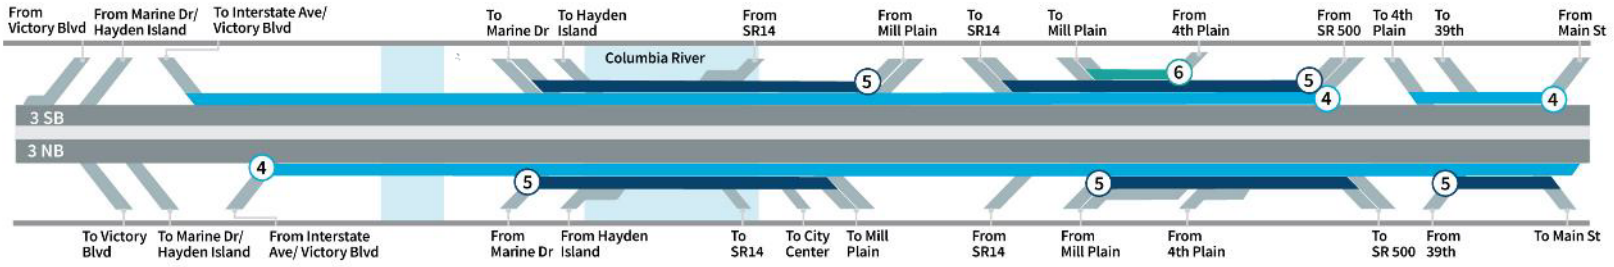 From
Victory Blvd
From Marine Dr/
Hayden Island
To Interstate Ave/
Victory Blvd
To
Marine Dr
To Hayden
Island
From
SR14
From
Mill Plain
To
SR14
To
Mill Plain
From
4th Plain
From
SR 500
To 4th
Plain
To
39th
From
Main St
Columbia River
5
6
5
4
4
3 SB
3 NB
4
5
5
5
To Victory
Blvd
To Marine Dr/
Hayden Island
From Interstate
Ave/ Victory Blvd
From
Marine Dr
From Hayden
Island
To
SR14
To City
Center
To Mill
Plain
From
SR14
From
Mill Plain
From
4th Plain
To
SR 500
From
39th
To Main St